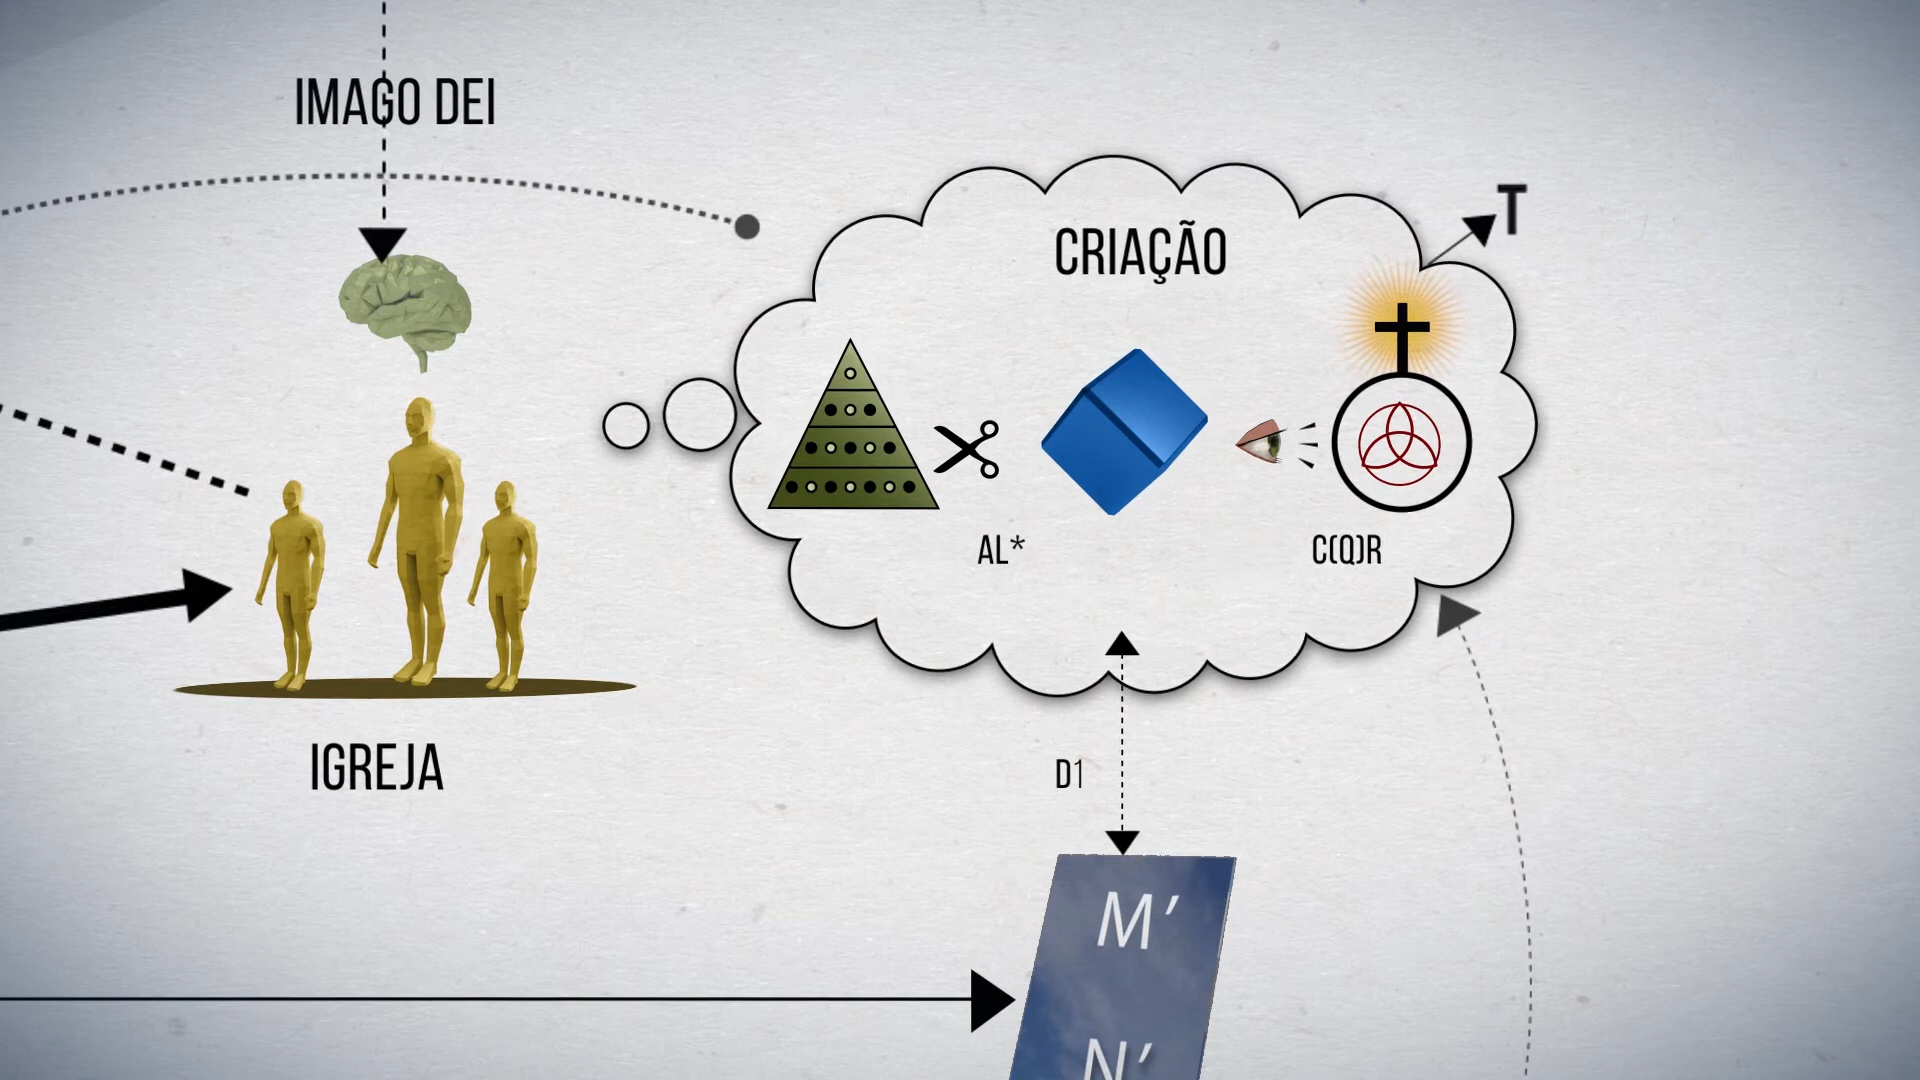 IMAGO DEI
T
CRIAÇÃO
AL*
C(Q)R
IGREJA
D1
M′
N′